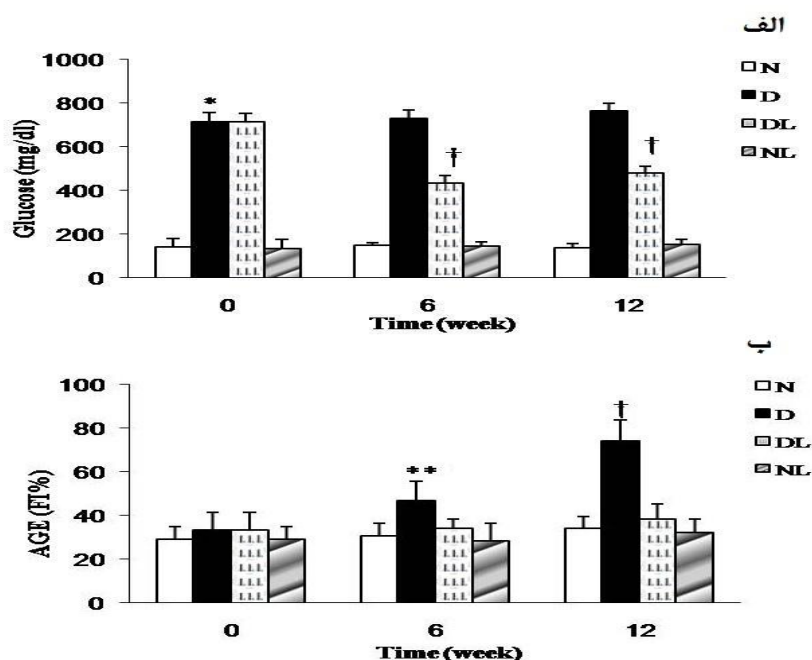 الف
1000
800
600
400
200
0
Glucose (mg/dl)
*
†
†
N
D
DL
NL
0 6 12
Time (week)
ب
100
80
60
40
20
0
AGE (FI%)
**
†
N
D
DL
NL
0 6 12
Time (week)